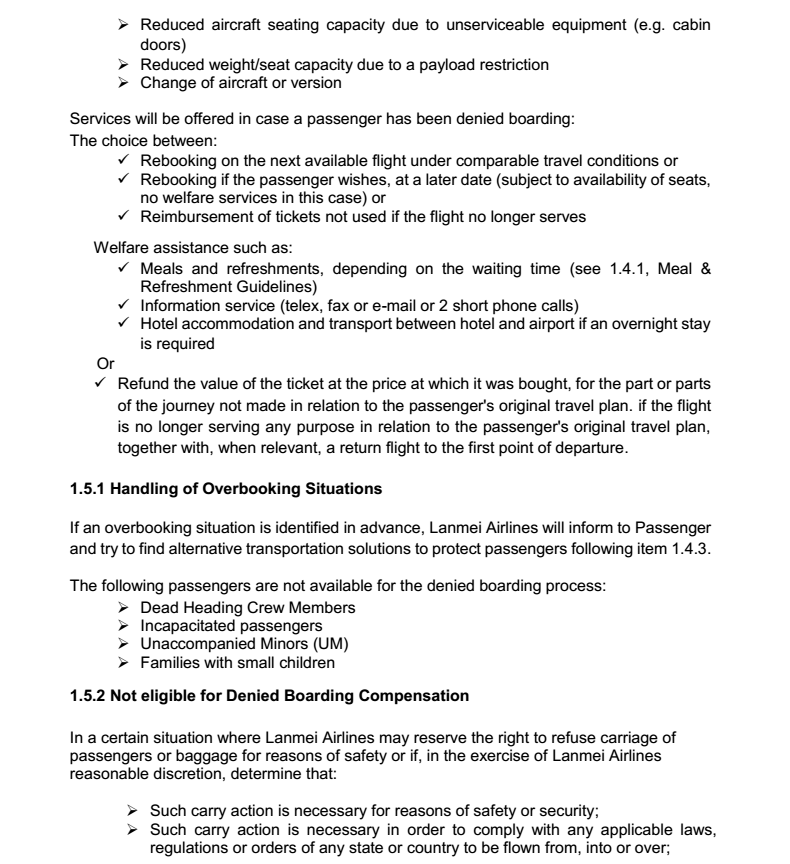 ➢ Reduced aircraft seating capacity due to unserviceable equipment (e.g. cabin
doors)
➢ Reduced weight/seat capacity due to a payload restriction
➢ Change of aircraft or version
Services will be offered in case a passenger has been denied boarding:
The choice between:
✓ Rebooking on the next available flight under comparable travel conditions or
✓ Rebooking if the passenger wishes, at a later date (subject to availability of seats,
no welfare services in this case) or
✓ Reimbursement of tickets not used if the flight no longer serves
Welfare assistance such as:
✓ Meals and refreshments, depending on the waiting time (see 1.4.1, Meal &
Refreshment Guidelines)
✓ Information service (telex, fax or e-mail or 2 short phone calls)
✓ Hotel accommodation and transport between hotel and airport if an overnight stay
is required
Or
✓ Refund the value of the ticket at the price at which it was bought, for the part or parts
of the journey not made in relation to the passenger's original travel plan. if the flight
is no longer serving any purpose in relation to the passenger's original travel plan,
together with, when relevant, a return flight to the first point of departure.
1.5.1 Handling of Overbooking Situations
If an overbooking situation is identified in advance, Lanmei Airlines will inform to Passenger
and try to find alternative transportation solutions to protect passengers following item 1.4.3.
The following passengers are not available for the denied boarding process:
➢ Dead Heading Crew Members
➢ Incapacitated passengers
➢ Unaccompanied Minors (UM)
➢ Families with small children
1.5.2 Not eligible for Denied Boarding Compensation
In a certain situation where Lanmei Airlines may reserve the right to refuse carriage of
passengers or baggage for reasons of safety or if, in the exercise of Lanmei Airlines
reasonable discretion, determine that:
➢ Such carry action is necessary for reasons of safety or security;
➢ Such carry action is necessary in order to comply with any applicable laws,
regulations or orders of any state or country to be flown from, into or over;